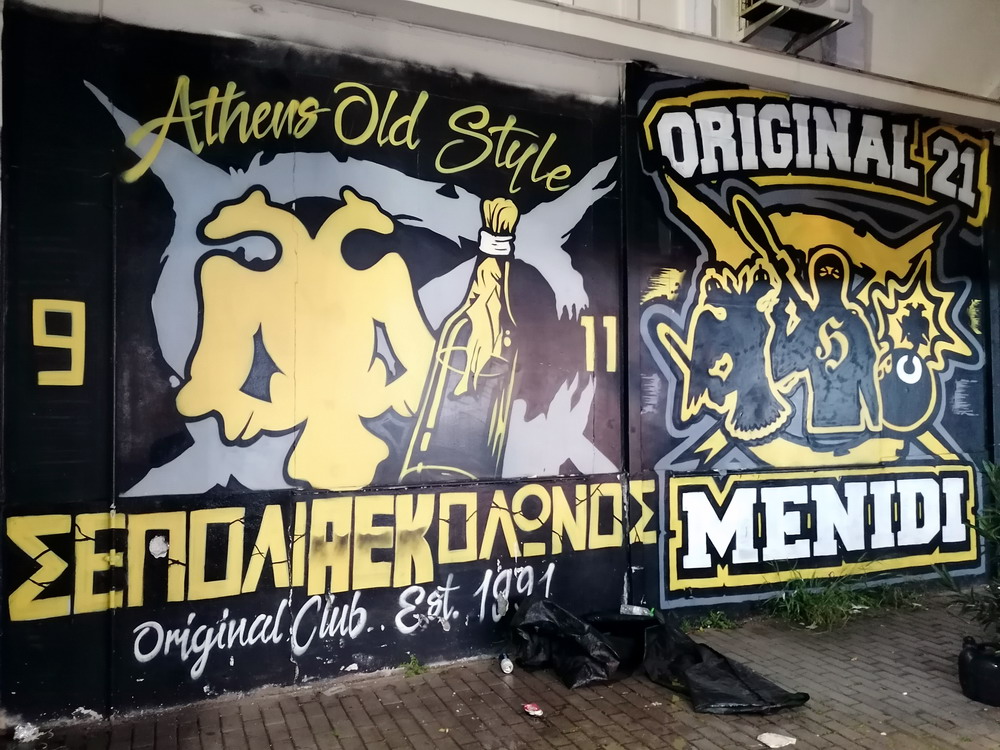 Athens Old Style
9
11
ΣΕΠΟΛΙΑΕΚΟΛΩΝΟΣ
Original Club.. Est. 1991
ORIGINAL 21
MENIDI